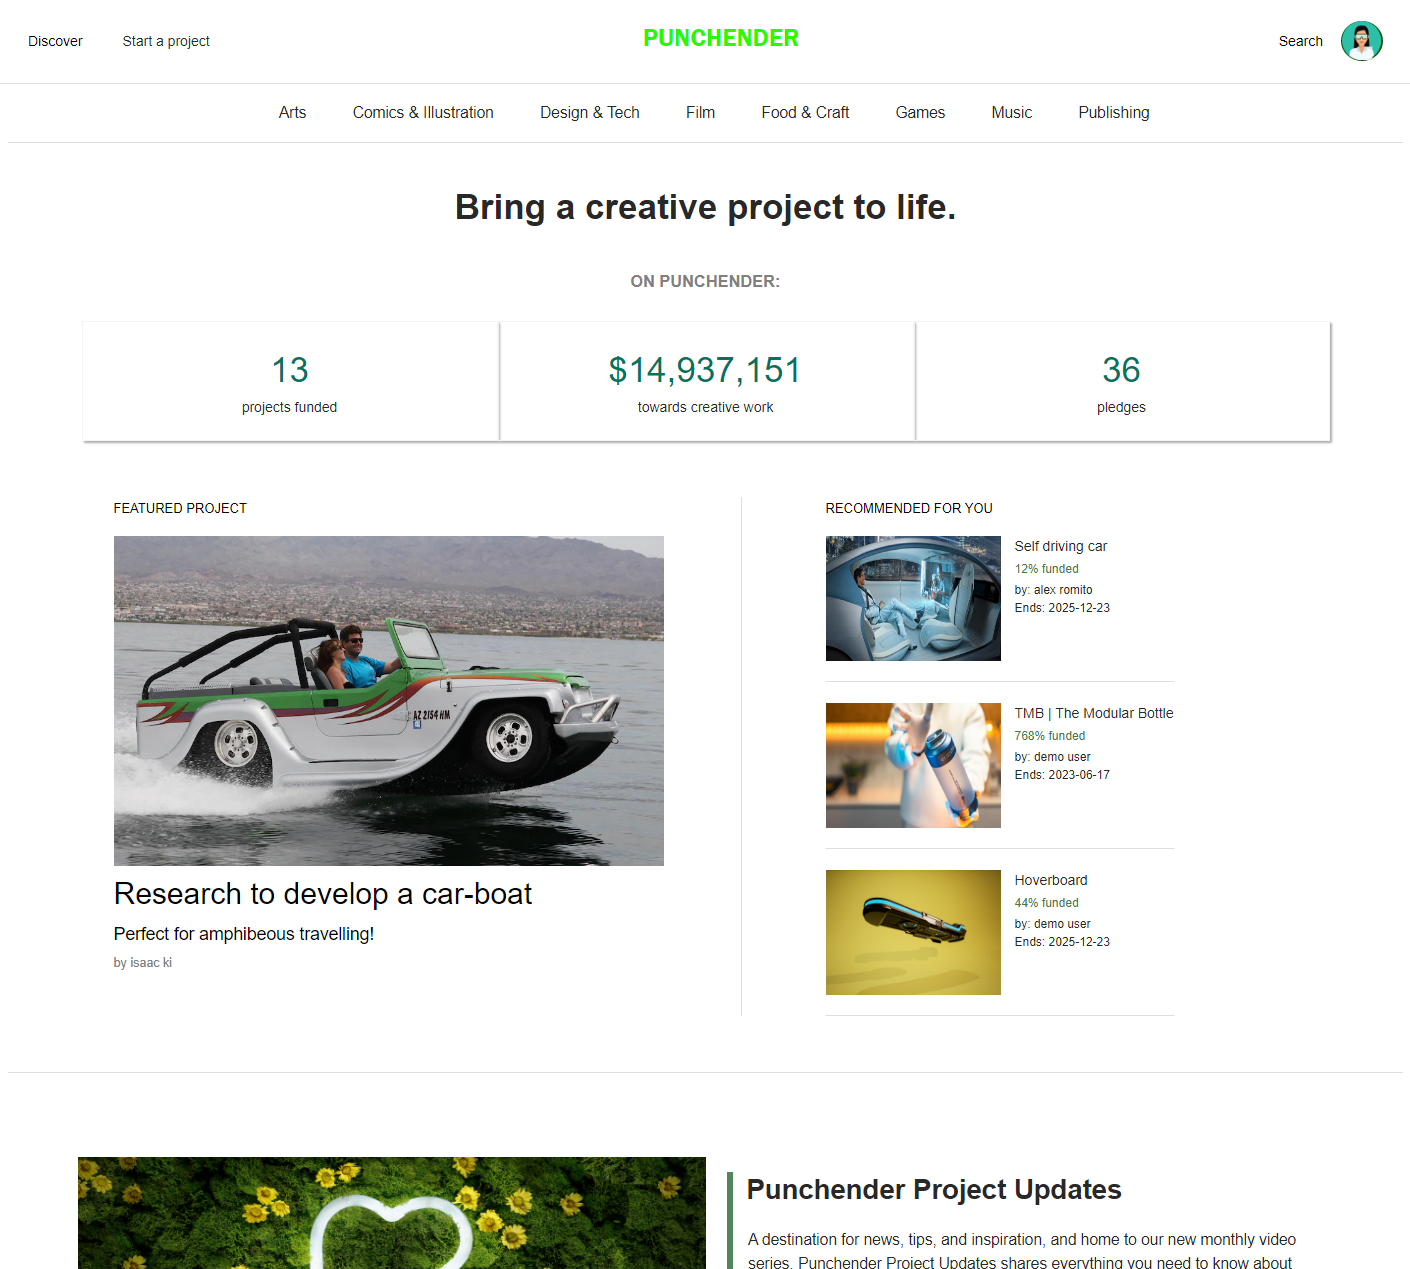 Discover
Start a project
PUNCHENDER
Search
Arts
Comics & Illustration
Design & Tech
Film
Food & Craft
Games
Music
Publishing
Bring a creative project to life.
ON PUNCHENDER:
13
projects funded
$14,937,151
towards creative work
36
pledges
FEATURED PROJECT
AZ 2154 HM
Research to develop a car-boat
Perfect for amphibeous travelling!
by isaac ki
RECOMMENDED FOR YOU
Self driving car
12% funded
by: alex romito
Ends: 2025-12-23
TMB | The Modular Bottle
768% funded
by: demo user
Ends: 2023-06-17
Hoverboard
44% funded
by: demo user
Ends: 2025-12-23
Punchender Project Updates
A destination for news, tips, and inspiration, and home to our new monthly video
series. Punchender Project Updates shares everything you need to know about